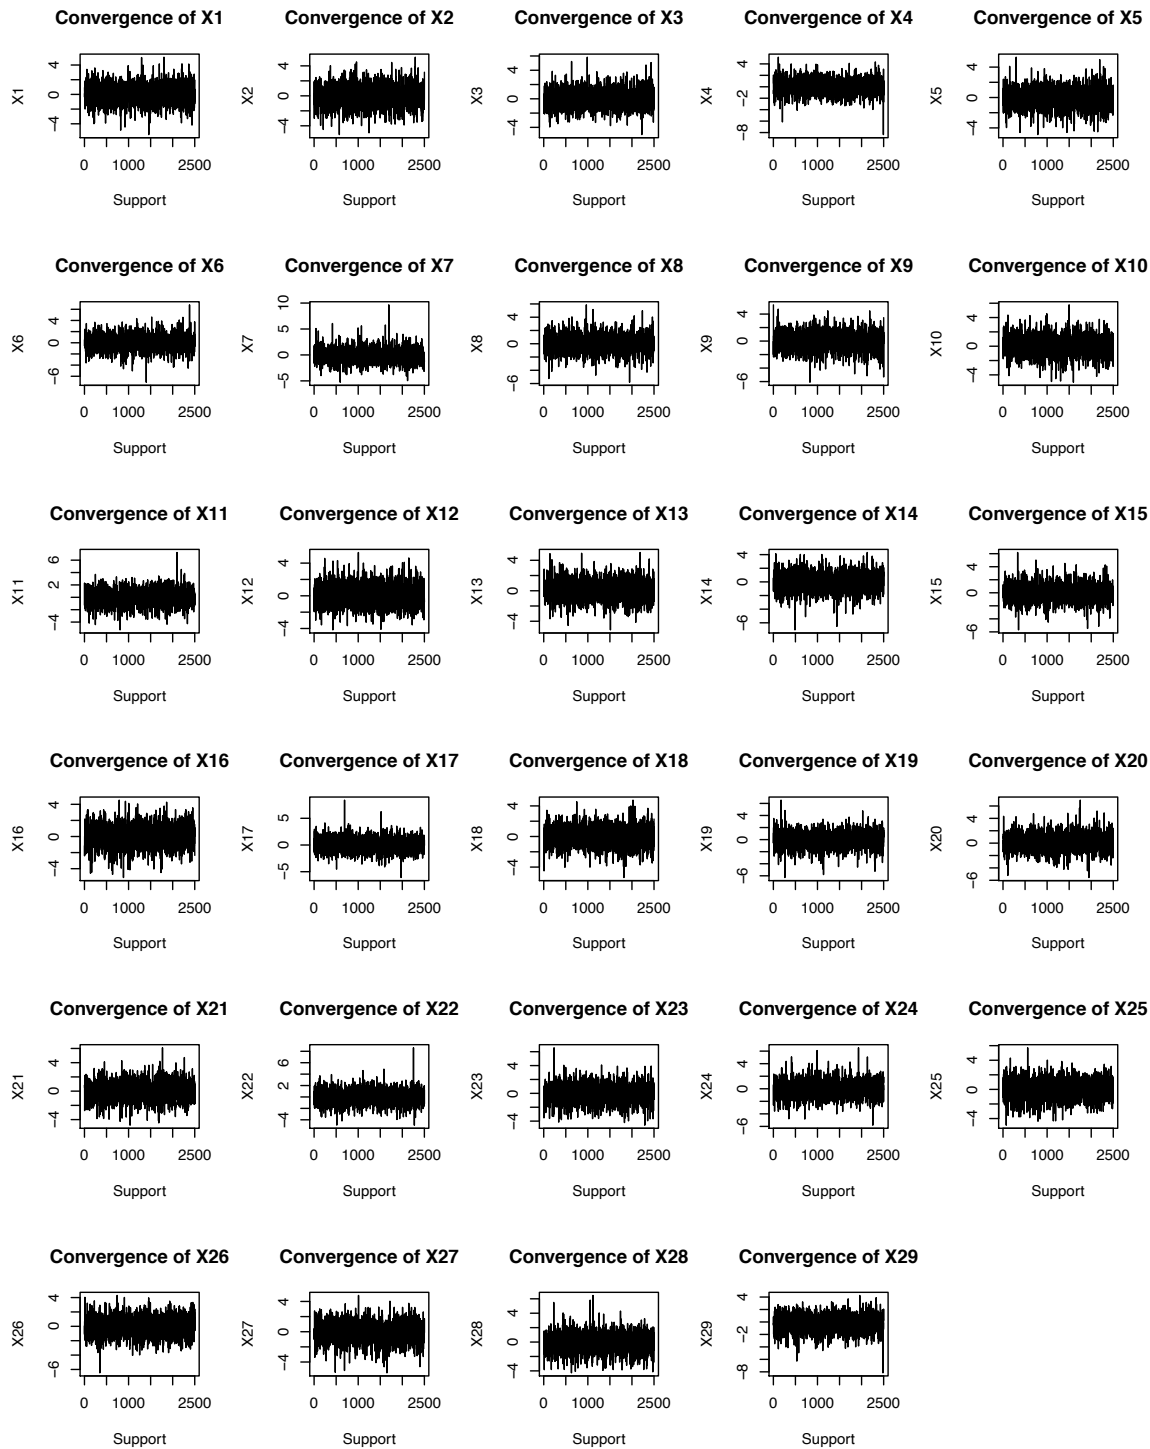 Convergence of X1 Convergence of X2 Convergence of X3 Convergence of X4 Convergence of X5
X1 −4 0 4 X2 −4 0 4 X3 −4 0 4 X4 −8 −2 4 X5 −4 0 4
0 1000 2500 0 1000 2500 0 1000 2500 0 1000 2500 0 1000 2500
Support Support Support Support Support
Convergence of X6 Convergence of X7 Convergence of X8 Convergence of X9 Convergence of X10
X6 −6 0 4 X7 −5 0 5 10 X8 −6 0 4 X9 −6 0 4 X10 −4 0 4
0 1000 2500 0 1000 2500 0 1000 2500 0 1000 2500 0 1000 2500
Support Support Support Support Support
Convergence of X11 Convergence of X12 Convergence of X13 Convergence of X14 Convergence of X15
X11 −4 2 6 X12 −4 0 4 X13 −4 0 4 X14 −6 0 4 X15 −6 0 4
0 1000 2500 0 1000 2500 0 1000 2500 0 1000 2500 0 1000 2500
Support Support Support Support Support
Convergence of X16 Convergence of X17 Convergence of X18 Convergence of X19 Convergence of X20
X16 −4 0 4 X17 −5 0 5 X18 −4 0 4 X19 −6 0 4 X20 −6 0 4
0 1000 2500 0 1000 2500 0 1000 2500 0 1000 2500 0 1000 2500
Support Support Support Support Support
Convergence of X21 Convergence of X22 Convergence of X23 Convergence of X24 Convergence of X25
X21 −4 0 4 X22 −4 2 6 X23 −4 0 4 X24 −6 0 4 X25 −4 0 4
0 1000 2500 0 1000 2500 0 1000 2500 0 1000 2500 0 1000 2500
Support Support Support Support Support
Convergence of X26 Convergence of X27 Convergence of X28 Convergence of X29
X26 −6 0 4 X27 −4 0 4 X28 −4 0 4 X29 −8 −2 4
0 1000 2500 0 1000 2500 0 1000 2500 0 1000 2500
Support Support Support Support